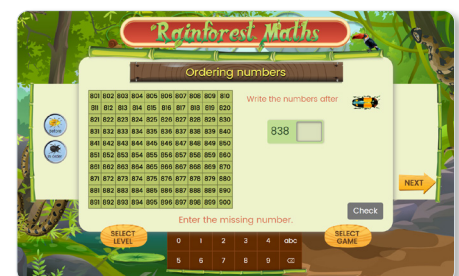 Rainforest Maths
Ordering numbers
801 802 803 804 805 806 807 808 809 810
811 812 813 814 815 816 817 818 819 820
821 822 823 824 825 826 827 828 829 830
831 832 833 834 835 836 837 838 839 840
841 842 843 844 845 846 847 848 849 850
851 852 853 854 855 856 857 858 859 860
861 862 863 864 865 866 867 868 869 870
871 872 873 874 875 876 877 878 879 880
881 882 883 884 885 886 887 888 889 890
891 892 893 894 895 896 897 898 899 900
Write the numbers after
838
NEXT
Check
Enter the missing number.
SELECT
LEVEL
0 1 2 3 4 abc
5 6 7 8 9
SELECT
GAME